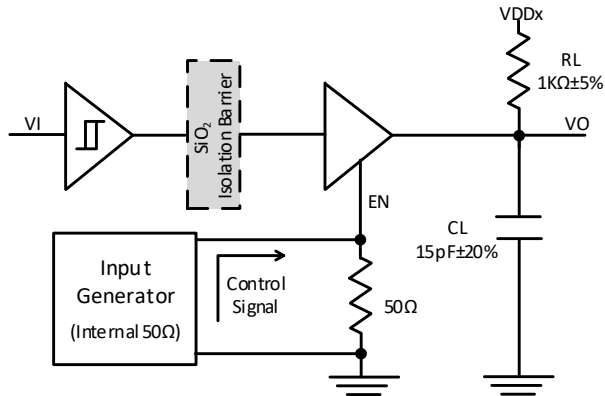 VDDx
RL
1KΩ±5%
VI
SiO2
Isolation Barrier
VO
EN
CL
15pF±20%
Input
Generator
(Internal 50Ω)
Control
Signal
50Ω